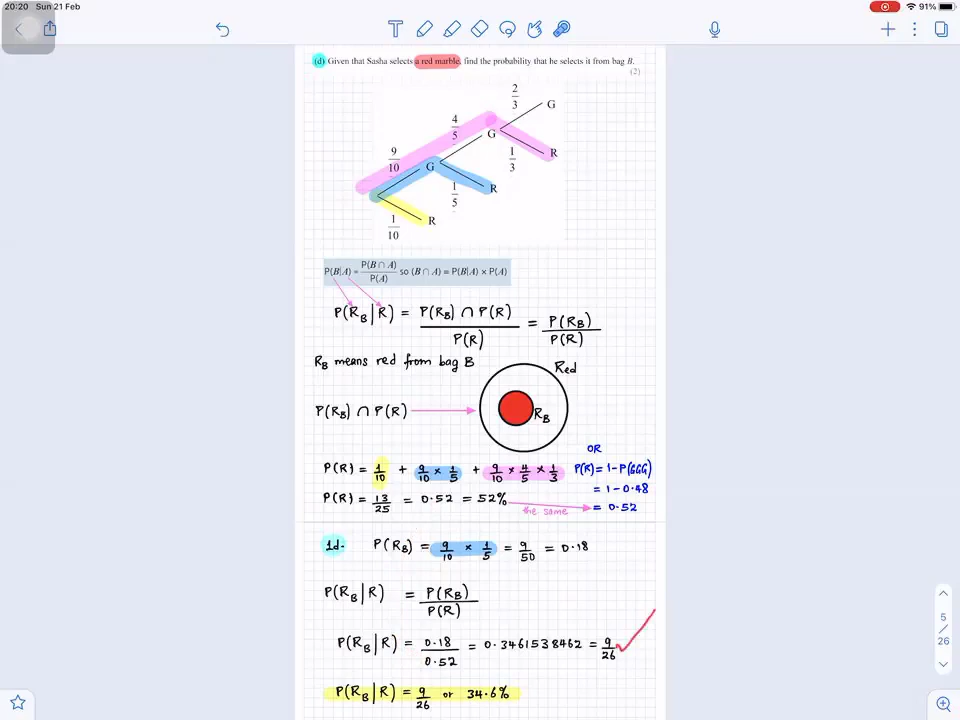 20:20 Sun 21 Feb
91%
(d) Given that Sasha selects a red marble, find the probability that he selects it from bag B.
(2)
2/3
G
4/5
G
9/10
1/3
R
G
1/5
R
1/10
R
P(B|A) = P(B ∩ A)/P(A) so (B ∩ A) = P(B|A) × P(A)
P(R_B|R) = P(R_B) ∩ P(R)/P(R) = P(R_B)/P(R)
R_B means red from bag B
Red
P(R_B) ∩ P(R)
R_B
OR
P(R) = 1/10 + 9/10 × 1/5 + 9/10 × 4/5 × 1/3
P(R) = 1 - P(GGG)
= 1 - 0.48
P(R) = 13/25 = 0.52 = 52%
the same
= 0.52
1d. P(R_B) = 9/10 × 1/5 = 9/50 = 0.18
P(R_B|R) = P(R_B)/P(R)
P(R_B|R) = 0.18/0.52 = 0.3461538462 = 9/26
P(R_B|R) = 9/26 or 34.6%
5
/
26